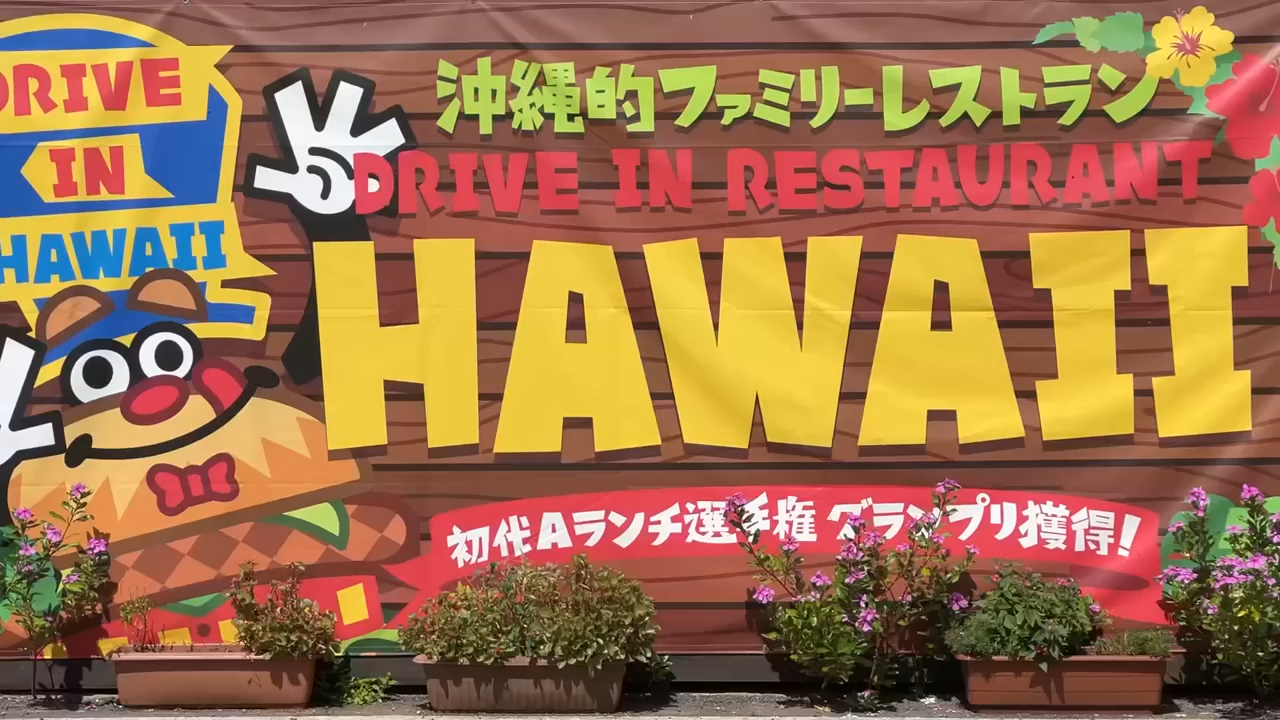 DRIVE
IN
HAWAII
沖縄的ファミリーレストラン
DRIVE IN RESTAURANT
HAWAII
初代Aランチ選手権 グランプリ獲得!